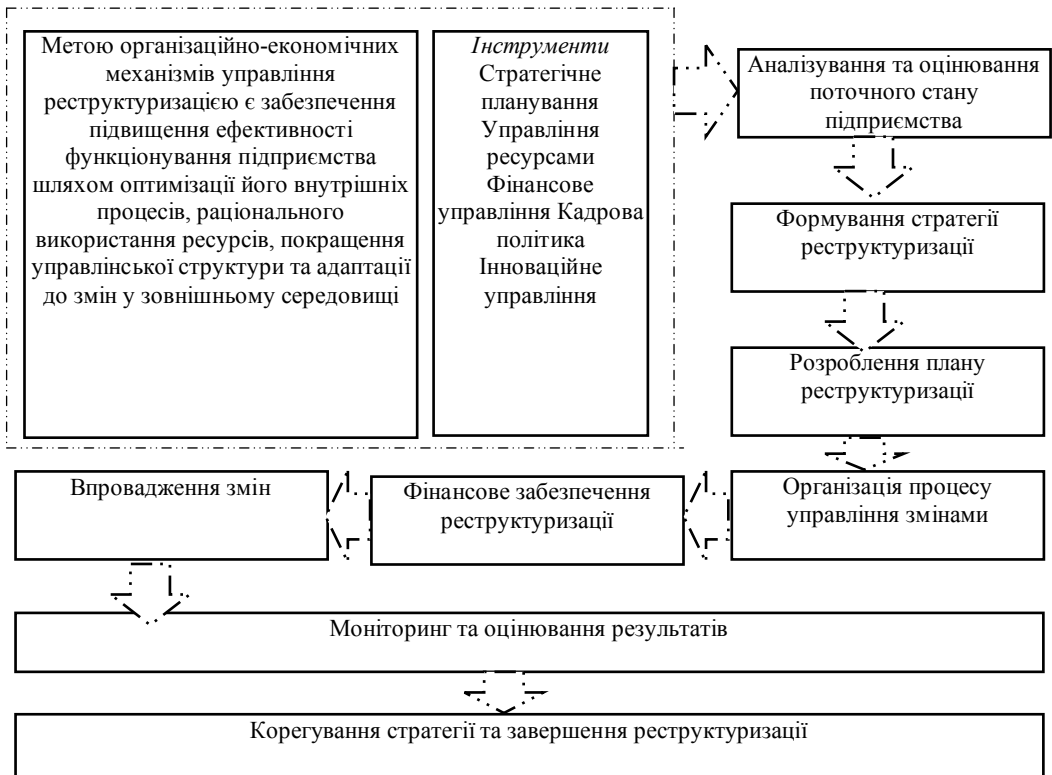 Метою організаційно-економічних
механізмів управління
реструктуризацією є забезпечення
підвищення ефективності
функціонування підприємства
шляхом оптимізації його внутрішніх
процесів, раціонального
використання ресурсів, покращення
управлінської структури та адаптації
до змін у зовнішньому середовищі
Інструменти
Стратегічне
планування
Управління
ресурсами
Фінансове
управління Кадрова
політика
Інноваційне
управління
Аналізування та оцінювання
поточного стану
підприємства
Формування стратегії
реструктуризації
Розроблення плану
реструктуризації
Організація процесу
управління змінами
Фінансове забезпечення
реструктуризації
Впровадження змін
Моніторинг та оцінювання результатів
Корегування стратегії та завершення реструктуризації